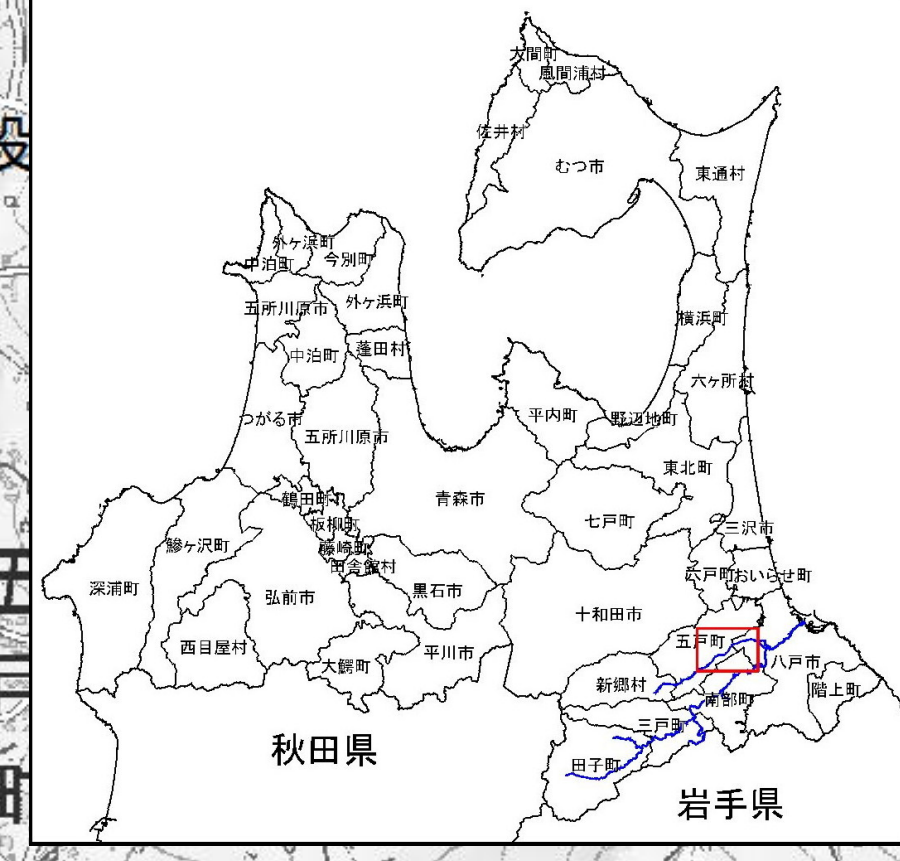 大間町
風間浦村
佐井村
むつ市
東通村
外ヶ浜町
中泊町
今別町
五所川原市
外ヶ浜町
横浜町
中泊町
蓬田村
六ヶ所村
つがる市
平内町
野辺地町
五所川原市
東北町
鶴田町
青森市
板柳町
七戸町
三沢市
鰺ヶ沢町
藤崎町
田舎館村
六戸町
おいらせ町
深浦町
弘前市
黒石市
十和田市
西目屋村
平川市
五戸町
大鰐町
八戸市
新郷村
階上町
南部町
三戸町
秋田県
田子町
岩手県
設
町